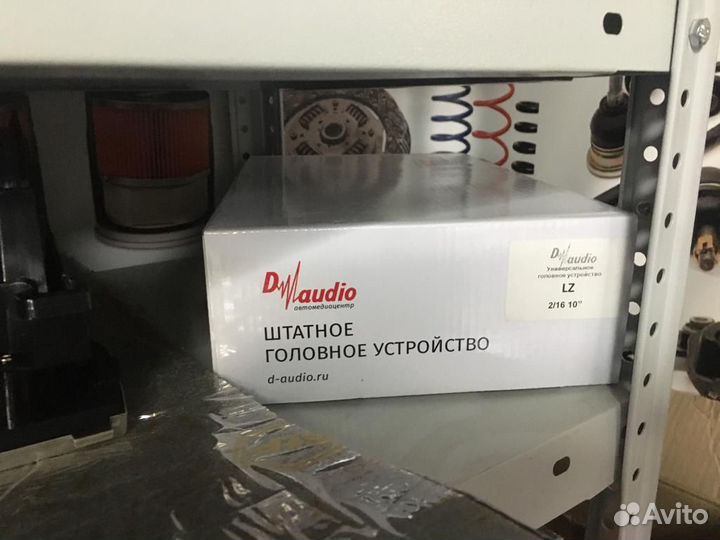 D audio
автомедиацентр
ШТАТНОЕ
ГОЛОВНОЕ УСТРОЙСТВО
d-audio.ru
D audio
Универсальное
головное устройство
LZ
2/16 10"
Avito